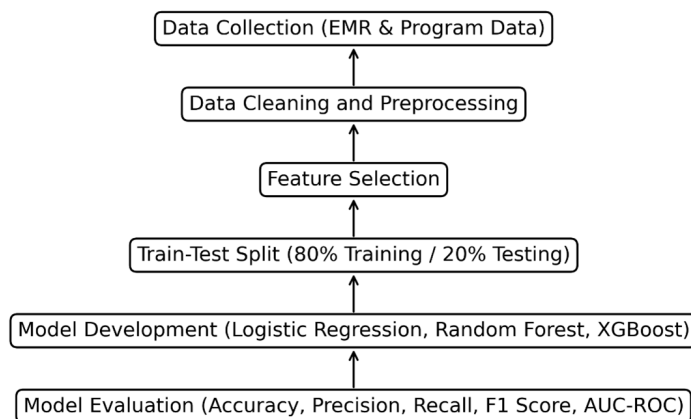 Data Collection (EMR & Program Data)
Data Cleaning and Preprocessing
Feature Selection
Train-Test Split (80% Training / 20% Testing)
Model Development (Logistic Regression, Random Forest, XGBoost)
Model Evaluation (Accuracy, Precision, Recall, F1 Score, AUC-ROC)